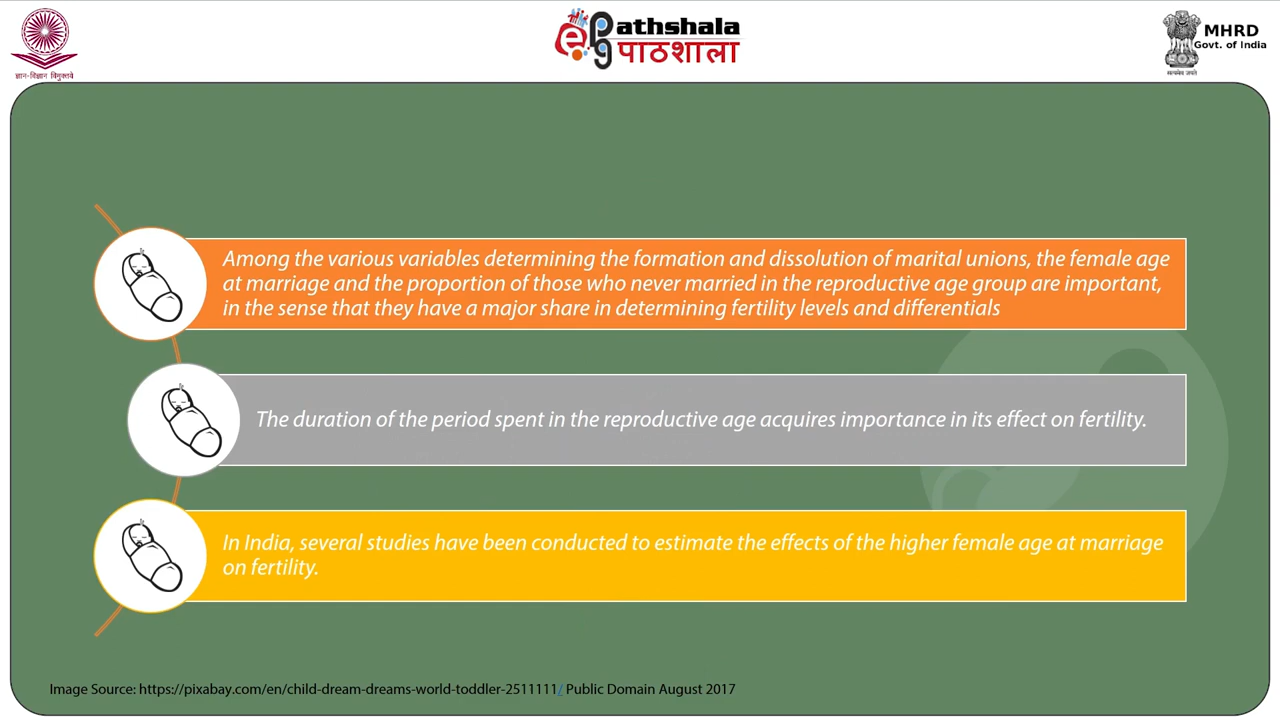 ज्ञान-विज्ञान विमुक्तये
ePathshala
पाठशाला
MHRD
Govt. of India
सत्यमेव जयते
Among the various variables determining the formation and dissolution of marital unions, the female age
at marriage and the proportion of those who never married in the reproductive age group are important,
in the sense that they have a major share in determining fertility levels and differentials
The duration of the period spent in the reproductive age acquires importance in its effect on fertility.
In India, several studies have been conducted to estimate the effects of the higher female age at marriage
on fertility.
Image Source: https://pixabay.com/en/child-dream-dreams-world-toddler-2511111/ Public Domain August 2017